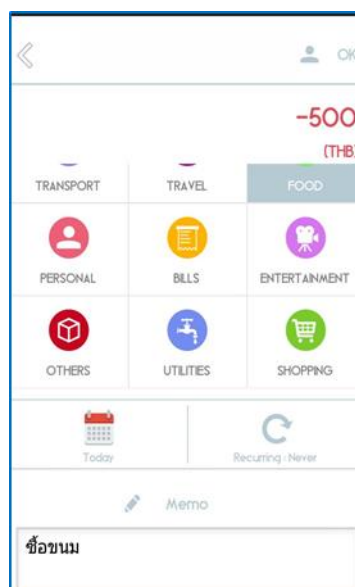 OK
-500
(THB)
TRANSPORT TRAVEL FOOD
PERSONAL BILLS ENTERTAINMENT
OTHERS UTILITIES SHOPPING
Today Recurring : Never
Memo
ซื้อขนม